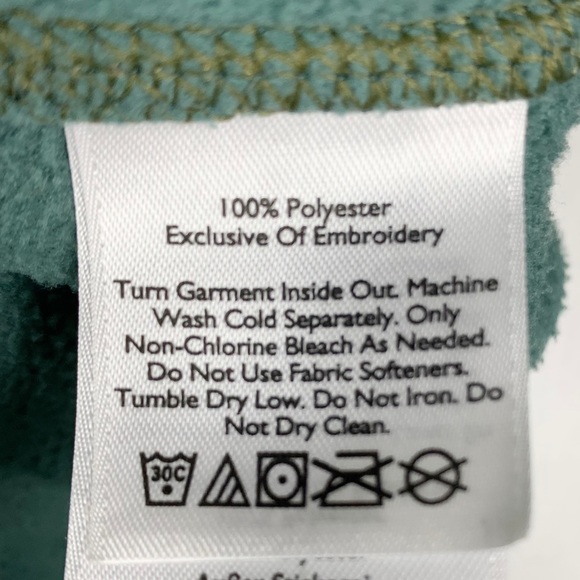 100% Polyester
Exclusive Of Embroidery
Turn Garment Inside Out. Machine
Wash Cold Separately. Only
Non-Chlorine Bleach As Needed.
Do Not Use Fabric Softeners.
Tumble Dry Low. Do Not Iron. Do
Not Dry Clean.
30C